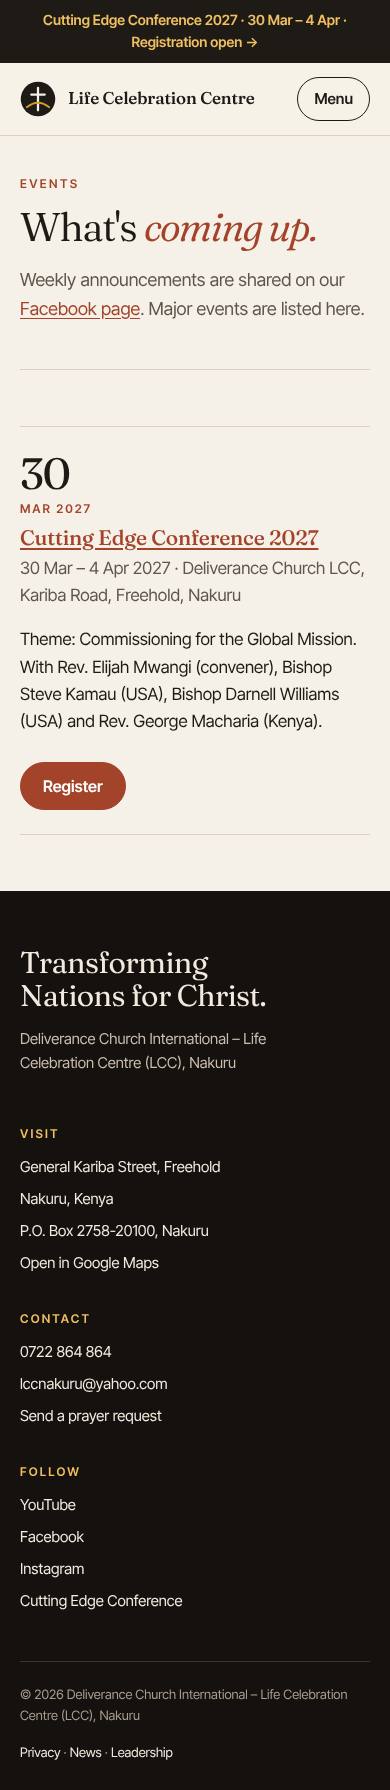 Cutting Edge Conference 2027 · 30 Mar – 4 Apr ·
Registration open →
Life Celebration Centre
Menu
EVENTS
What's coming up.
Weekly announcements are shared on our
Facebook page. Major events are listed here.
30
MAR 2027
Cutting Edge Conference 2027
30 Mar – 4 Apr 2027 · Deliverance Church LCC,
Kariba Road, Freehold, Nakuru
Theme: Commissioning for the Global Mission.
With Rev. Elijah Mwangi (convener), Bishop
Steve Kamau (USA), Bishop Darnell Williams
(USA) and Rev. George Macharia (Kenya).
Register
Transforming
Nations for Christ.
Deliverance Church International – Life
Celebration Centre (LCC), Nakuru
VISIT
General Kariba Street, Freehold
Nakuru, Kenya
P.O. Box 2758-20100, Nakuru
Open in Google Maps
CONTACT
0722 864 864
lccnakuru@yahoo.com
Send a prayer request
FOLLOW
YouTube
Facebook
Instagram
Cutting Edge Conference
© 2026 Deliverance Church International – Life Celebration
Centre (LCC), Nakuru
Privacy · News · Leadership